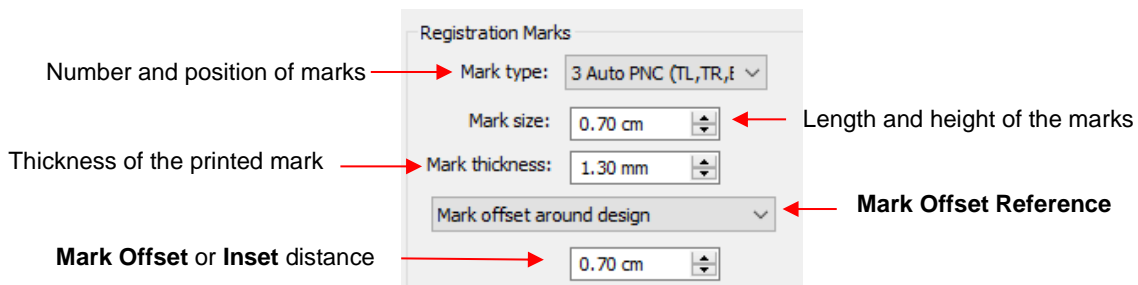 Registration Marks
Number and position of marks Mark type: 3 Auto PNC (TL,TR,E
Mark size: 0.70 cm Length and height of the marks
Thickness of the printed mark Mark thickness: 1.30 mm
Mark offset around design Mark Offset Reference
Mark Offset or Inset distance 0.70 cm